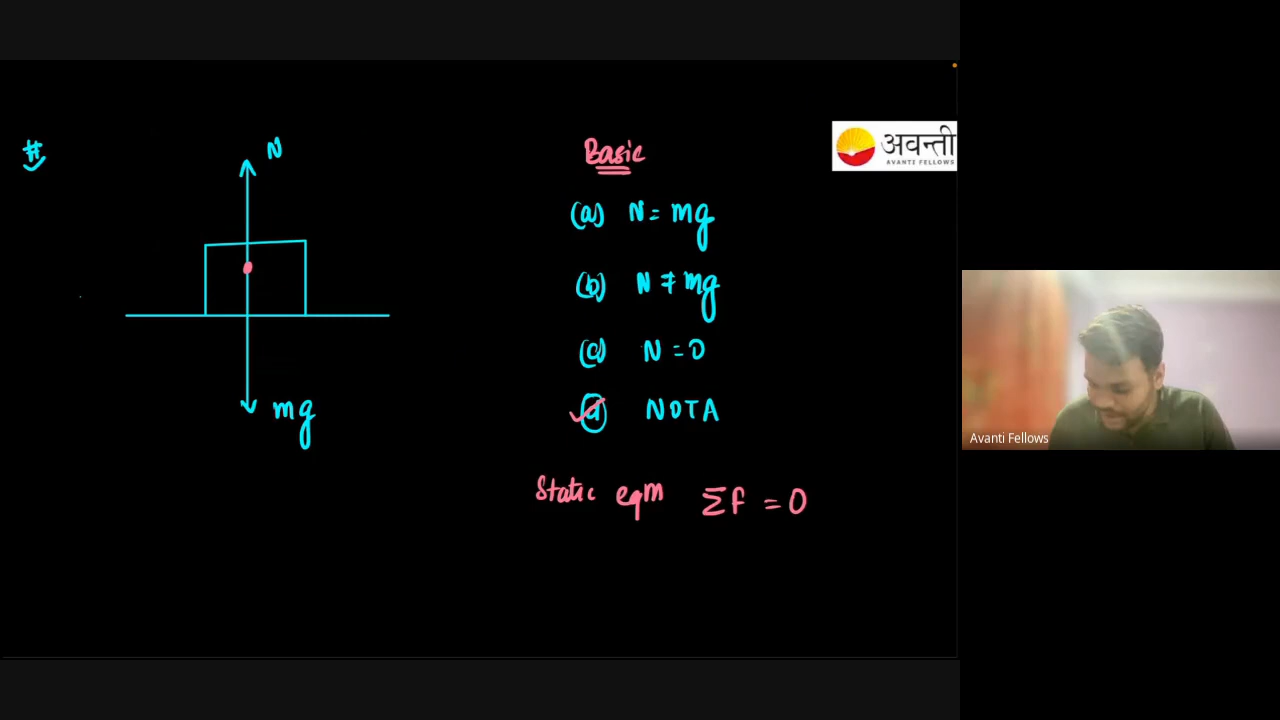 #
N
mg
Basic
(a) N = mg
(b) N ≠ mg
(c) N = 0
(d) NOTA
Static eqm ΣF = 0
अवन्ती
AVANTI FELLOWS
Avanti Fellows